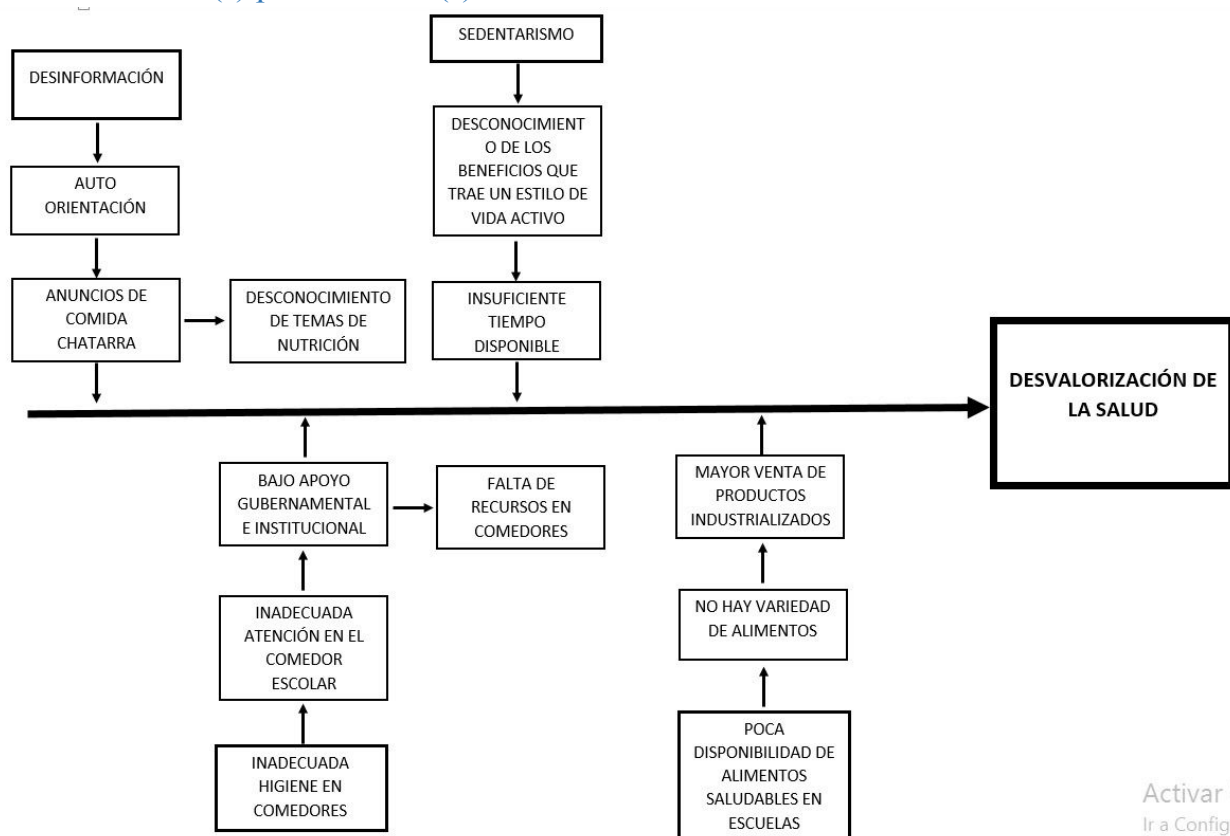 SEDENTARISMO
DESINFORMACIÓN
DESCONOCIMIENT
O DE LOS
BENEFICIOS QUE
TRAE UN ESTILO DE
VIDA ACTIVO
AUTO
ORIENTACIÓN
ANUNCIOS DE
COMIDA
CHATARRA
DESCONOCIMIENTO
DE TEMAS DE
NUTRICIÓN
INSUFICIENTE
TIEMPO
DISPONIBLE
DESVALORIZACIÓN DE
LA SALUD
BAJO APOYO
GUBERNAMENTAL
E INSTITUCIONAL
FALTA DE
RECURSOS EN
COMEDORES
MAYOR VENTA DE
PRODUCTOS
INDUSTRIALIZADOS
INADECUADA
ATENCIÓN EN EL
COMEDOR
ESCOLAR
NO HAY VARIEDAD
DE ALIMENTOS
INADECUADA
HIGIENE EN
COMEDORES
POCA
DISPONIBILIDAD DE
ALIMENTOS
SALUDABLES EN
ESCUELAS
Activar
Ir a Config